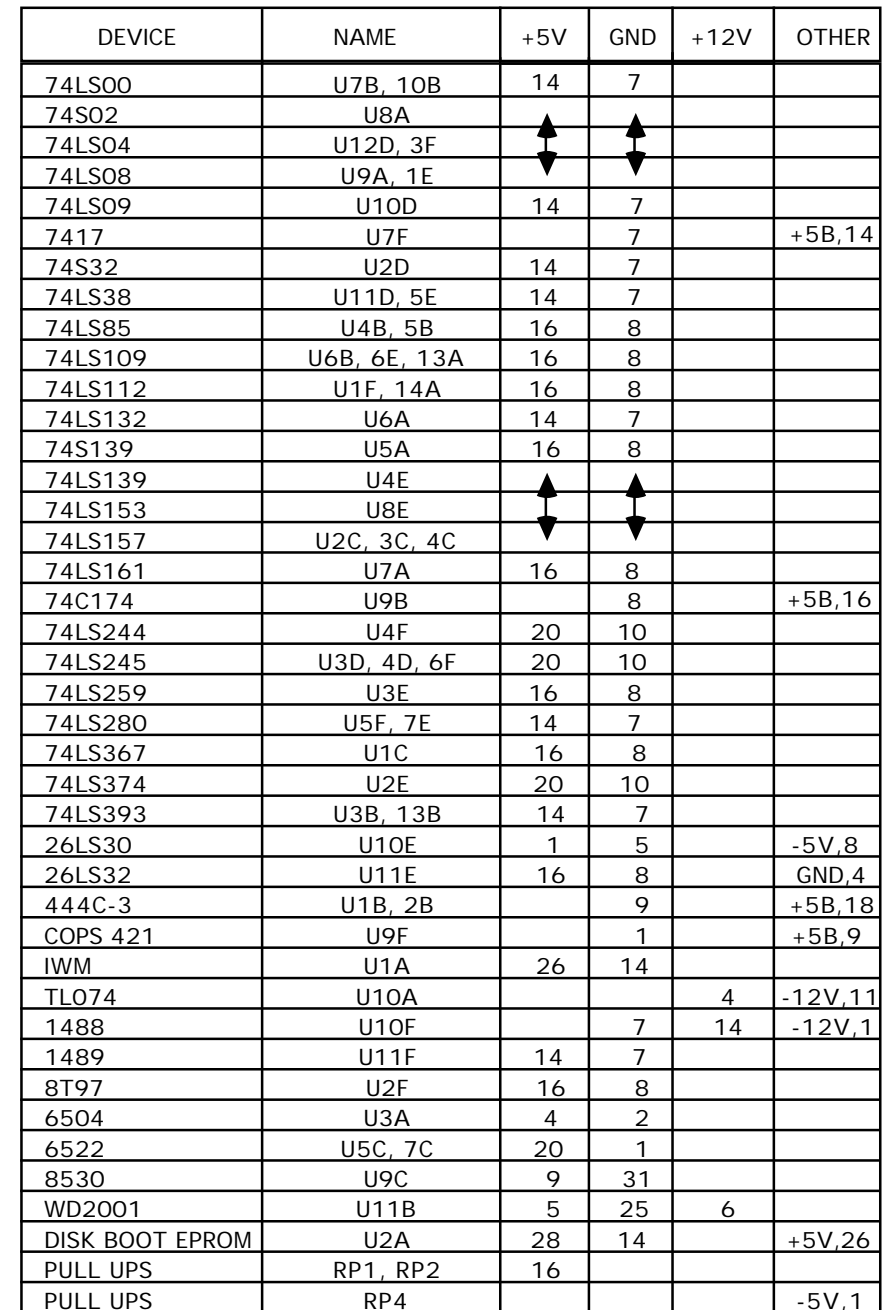 DEVICE NAME +5V GND +12V OTHER
74LS00 U7B, 10B 14 7
74S02 U8A
74LS04 U12D, 3F
74LS08 U9A, 1E
74LS09 U10D 14 7
7417 U7F 7 +5B,14
74S32 U2D 14 7
74LS38 U11D, 5E 14 7
74LS85 U4B, 5B 16 8
74LS109 U6B, 6E, 13A 16 8
74LS112 U1F, 14A 16 8
74LS132 U6A 14 7
74S139 U5A 16 8
74LS139 U4E
74LS153 U8E
74LS157 U2C, 3C, 4C
74LS161 U7A 16 8
74C174 U9B 8 +5B,16
74LS244 U4F 20 10
74LS245 U3D, 4D, 6F 20 10
74LS259 U3E 16 8
74LS280 U5F, 7E 14 7
74LS367 U1C 16 8
74LS374 U2E 20 10
74LS393 U3B, 13B 14 7
26LS30 U10E 1 5 -5V,8
26LS32 U11E 16 8 GND,4
444C-3 U1B, 2B 9 +5B,18
COPS 421 U9F 1 +5B,9
IWM U1A 26 14
TL074 U10A 4 -12V,11
1488 U10F 7 14 -12V,1
1489 U11F 14 7
8T97 U2F 16 8
6504 U3A 4 2
6522 U5C, 7C 20 1
8530 U9C 9 31
WD2001 U11B 5 25 6
DISK BOOT EPROM U2A 28 14 +5V,26
PULL UPS RP1, RP2 16
PULL UPS RP4 -5V,1